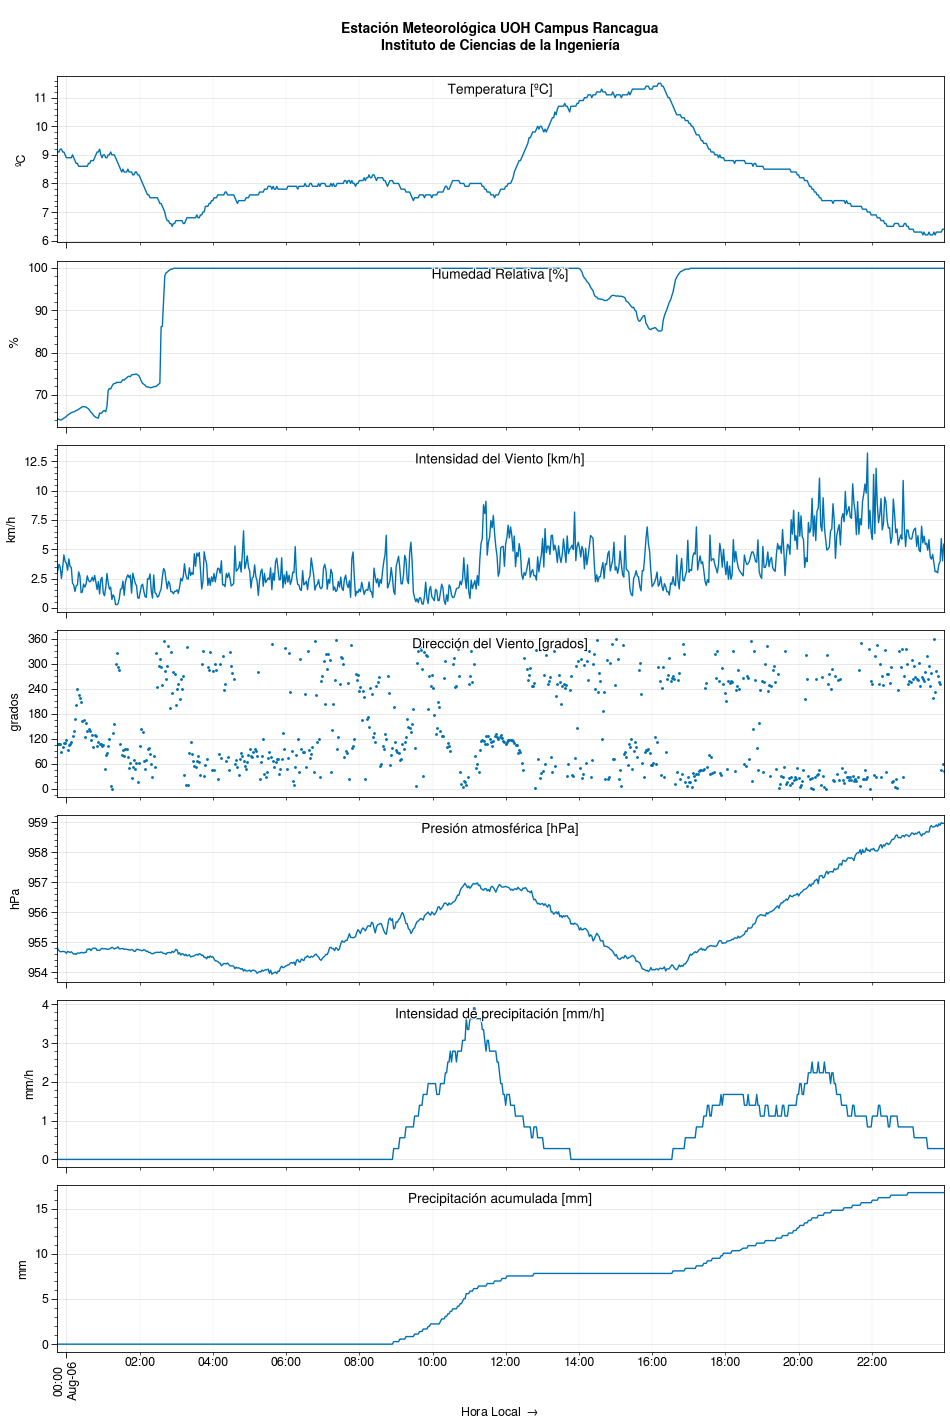 Estación Meteorológica UOH Campus Rancagua
Instituto de Ciencias de la Ingeniería
Temperatura [ºC]
ºC
11
10
9
8
7
6
Humedad Relativa [%]
%
100
90
80
70
Intensidad del Viento [km/h]
km/h
12.5
10
7.5
5
2.5
0
Dirección del Viento [grados]
grados
360
300
240
180
120
60
0
Presión atmosférica [hPa]
hPa
959
958
957
956
955
954
Intensidad de precipitación [mm/h]
mm/h
4
3
2
1
0
Precipitación acumulada [mm]
mm
15
10
5
0
00:00
Aug-06
02:00 04:00 06:00 08:00 10:00 12:00 14:00 16:00 18:00 20:00 22:00
Hora Local →